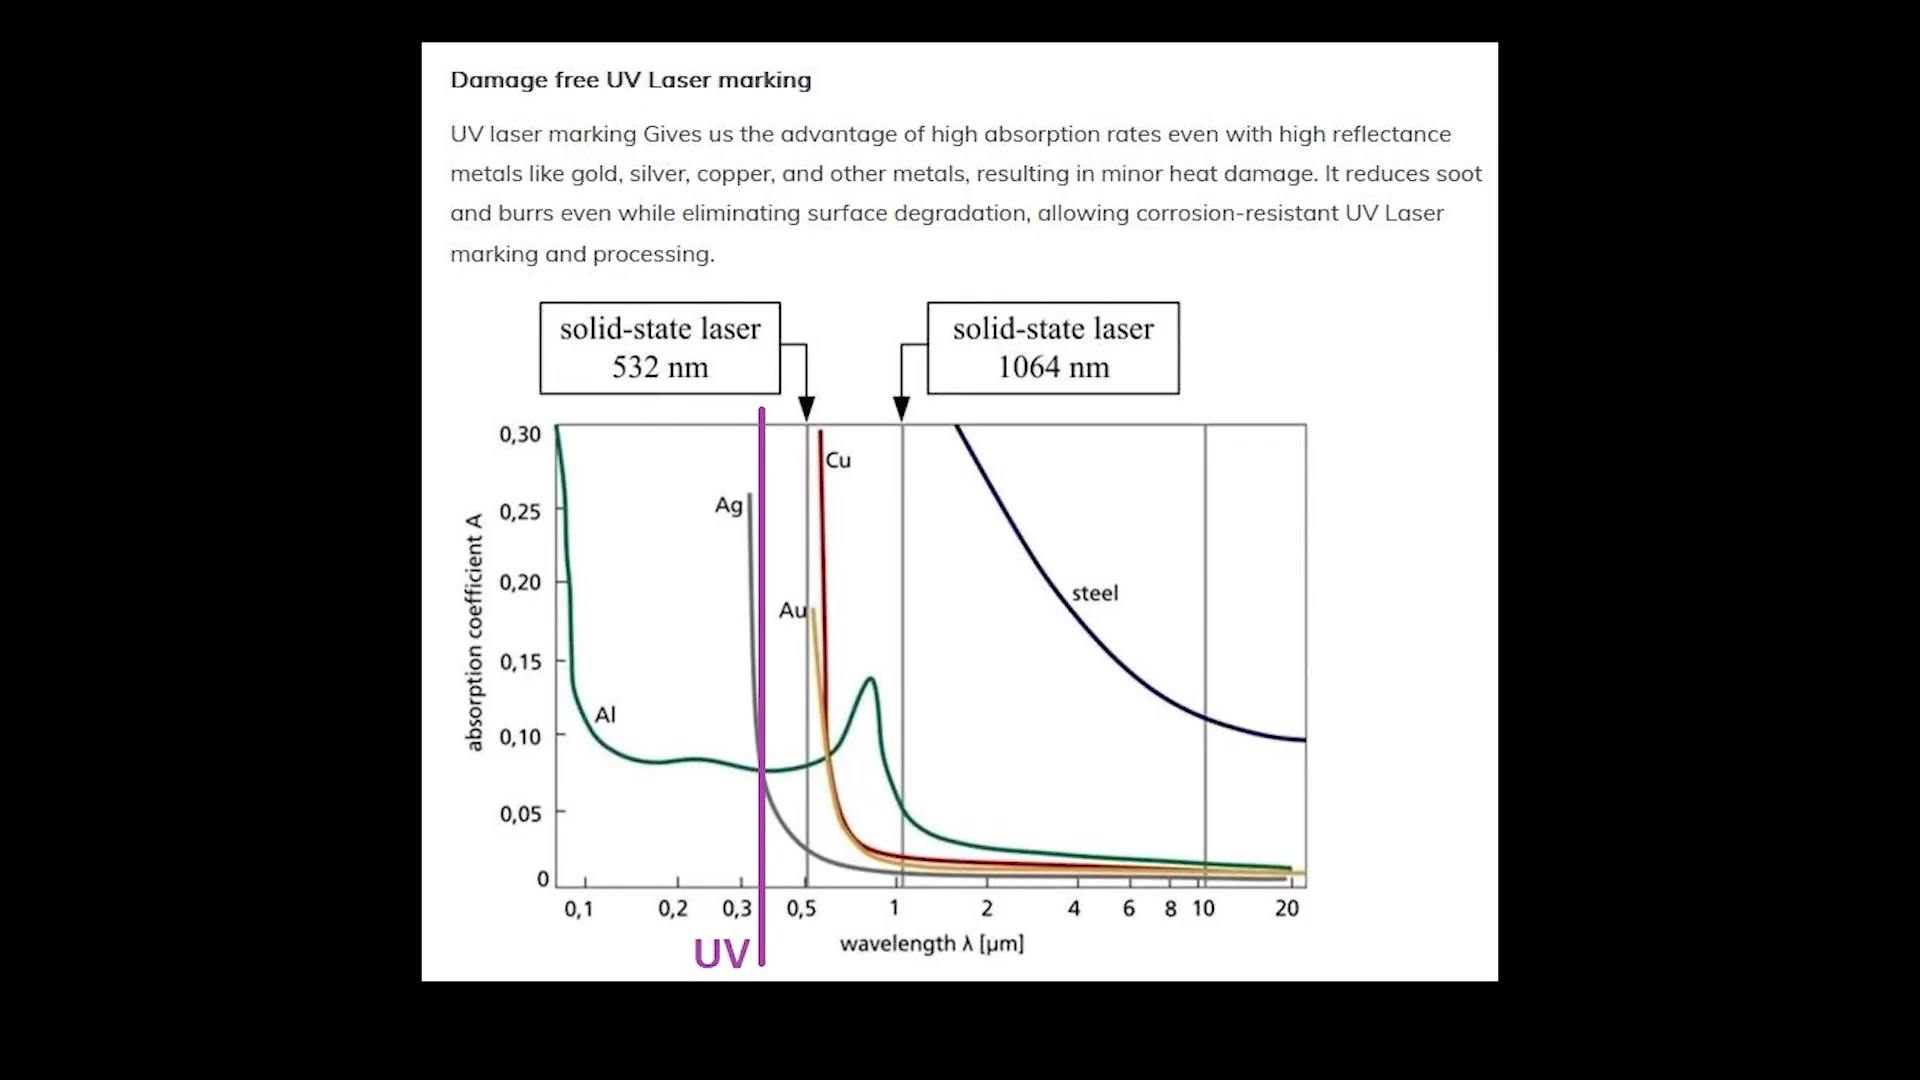 Damage free UV Laser marking
UV laser marking Gives us the advantage of high absorption rates even with high reflectance
metals like gold, silver, copper, and other metals, resulting in minor heat damage. It reduces soot
and burrs even while eliminating surface degradation, allowing corrosion-resistant UV Laser
marking and processing.
solid-state laser
532 nm
solid-state laser
1064 nm
0,30
Cu
Ag
0,25
0,20
steel
Au
0,15
Al
0,10
0,05
0
absorption coefficient A
0,1 0,2 0,3 0,5 1 2 4 6 8 10 20
wavelength λ [µm]
UV